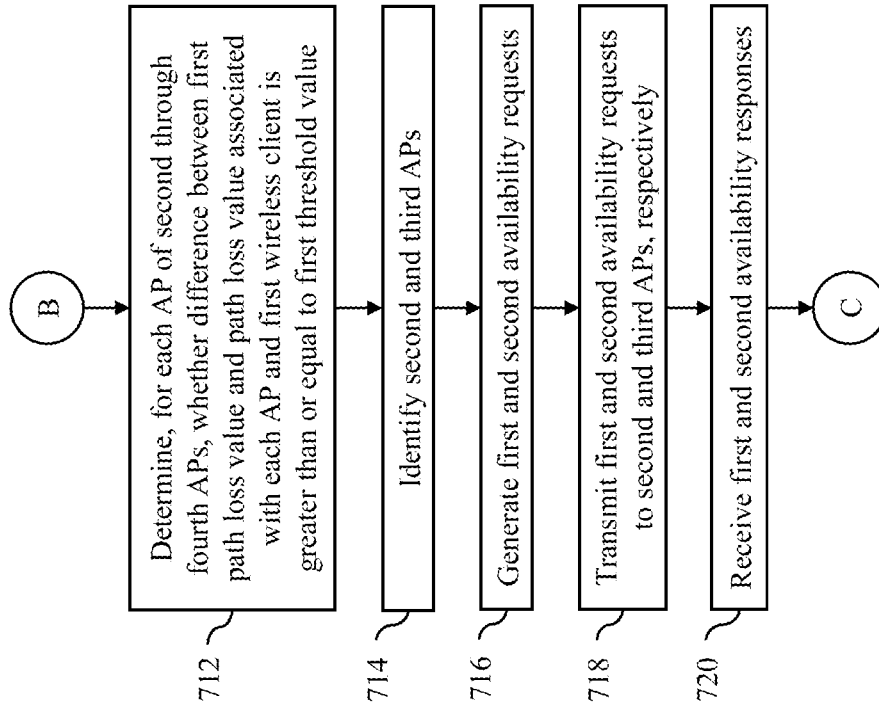 B
712
Determine, for each AP of second through
fourth APs, whether difference between first
path loss value and path loss value associated
with each AP and first wireless client is
greater than or equal to first threshold value
714
Identify second and third APs
716
Generate first and second availability requests
718
Transmit first and second availability requests
to second and third APs, respectively
720
Receive first and second availability responses
C